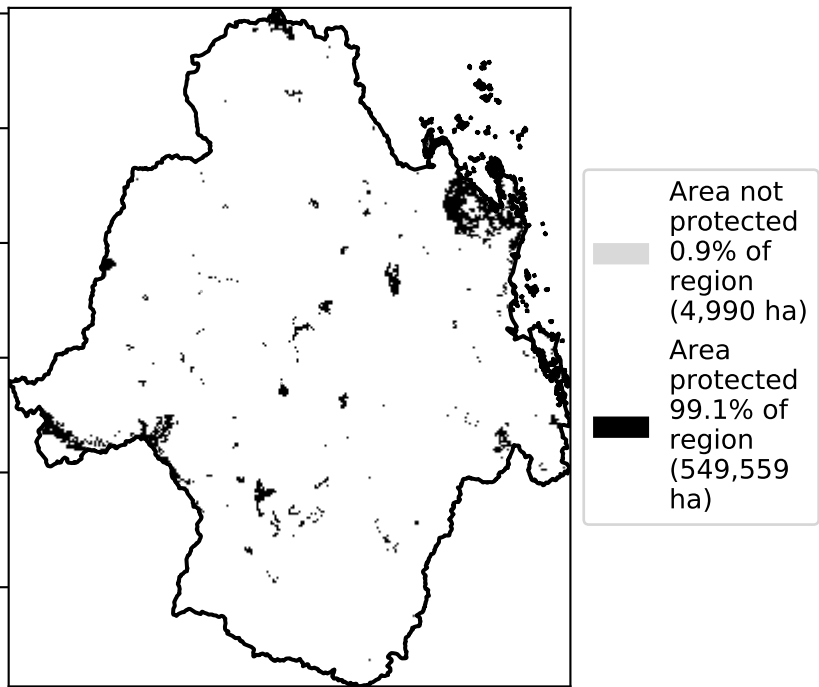 Area not
protected
0.9% of
region
(4,990 ha)
Area
protected
99.1% of
region
(549,559
ha)